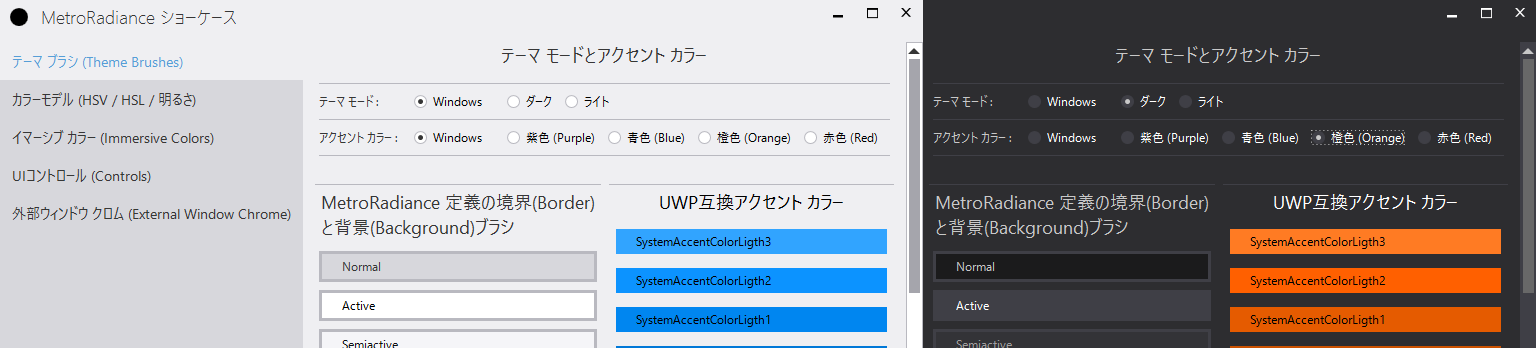 MetroRadiance ショーケース
テーマ ブラシ (Theme Brushes)
カラーモデル (HSV / HSL / 明るさ)
イマーシブ カラー (Immersive Colors)
UIコントロール (Controls)
外部ウィンドウ クロム (External Window Chrome)
テーマ モードとアクセント カラー
テーマ モード: Windows ダーク ライト
アクセント カラー: Windows 紫色 (Purple) 青色 (Blue) 橙色 (Orange) 赤色 (Red)
MetroRadiance 定義の境界(Border)
と背景(Background)ブラシ
Normal
Active
Semiactive
UWP互換アクセント カラー
SystemAccentColorLigth3
SystemAccentColorLigth2
SystemAccentColorLigth1
テーマ モードとアクセント カラー
テーマ モード: Windows ダーク ライト
アクセント カラー: Windows 紫色 (Purple) 青色 (Blue) 橙色 (Orange) 赤色 (Red)
MetroRadiance 定義の境界(Border)
と背景(Background)ブラシ
Normal
Active
Semiactive
UWP互換アクセント カラー
SystemAccentColorLigth3
SystemAccentColorLigth2
SystemAccentColorLigth1